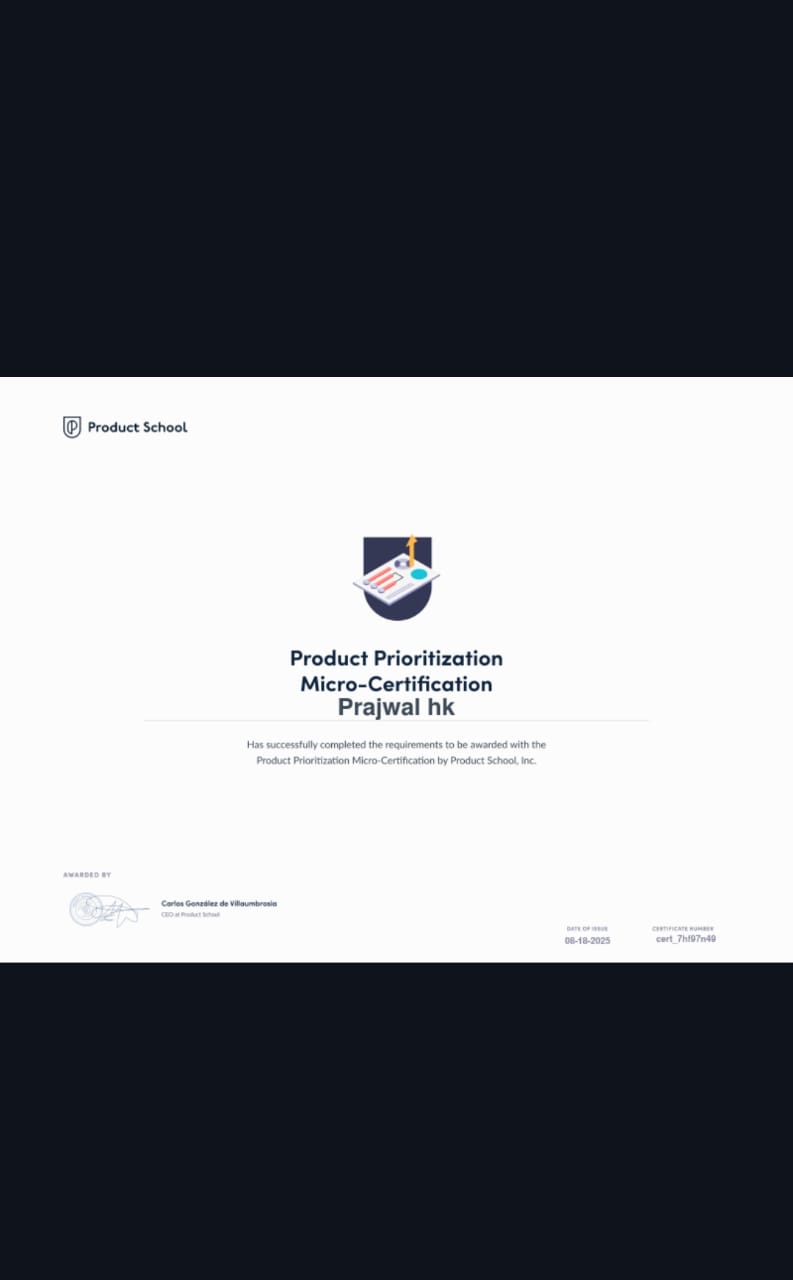 Product School
Product Prioritization
Micro-Certification
Prajwal hk
Has successfully completed the requirements to be awarded with the
Product Prioritization Micro-Certification by Product School, Inc.
AWARDED BY
Carlos González de Villaumbrosia
CEO at Product School
DATE OF ISSUE
08-18-2025
CERTIFICATE NUMBER
cert_7hf97n49